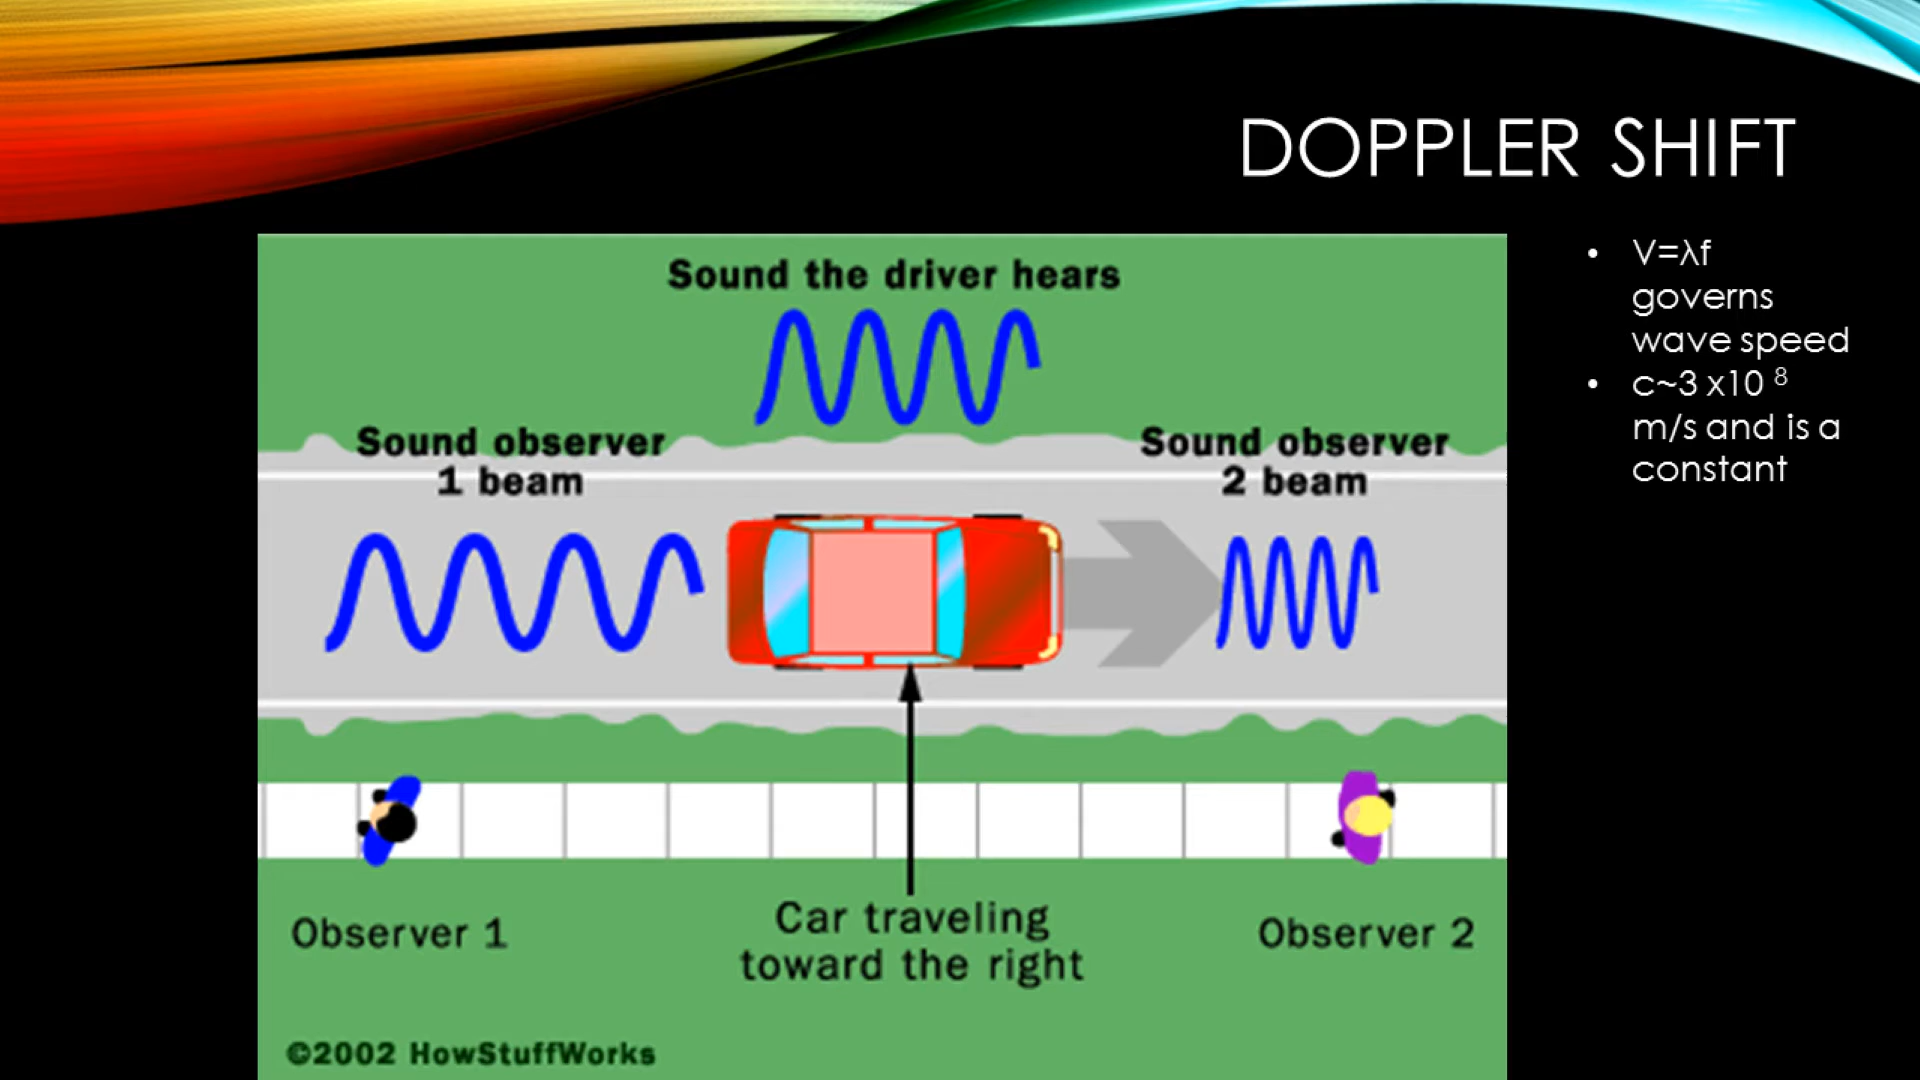 DOPPLER SHIFT
Sound the driver hears
Sound observer
1 beam
Sound observer
2 beam
Observer 1
Car traveling
toward the right
Observer 2
©2002 HowStuffWorks
• V=λf
governs
wave speed
• c~3 x10 ⁸
m/s and is a
constant